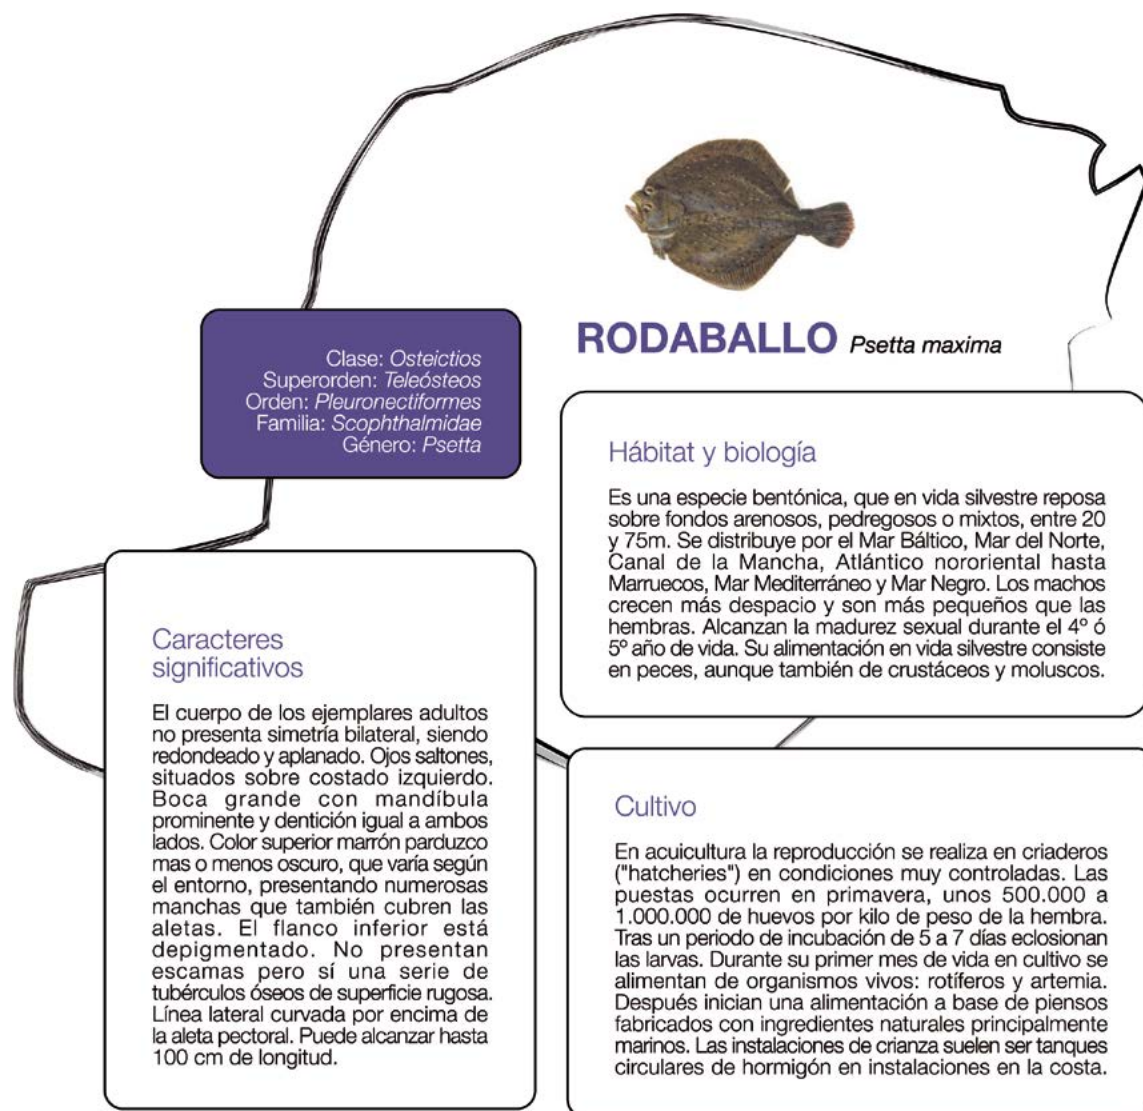 RODABALLO Psetta maxima
Clase: Osteictios
Superorden: Teleósteos
Orden: Pleuronectiformes
Familia: Scophthalmidae
Género: Psetta
Hábitat y biología
Es una especie bentónica, que en vida silvestre reposa
sobre fondos arenosos, pedregosos o mixtos, entre 20
y 75m. Se distribuye por el Mar Báltico, Mar del Norte,
Canal de la Mancha, Atlántico nororiental hasta
Marruecos, Mar Mediterráneo y Mar Negro. Los machos
crecen más despacio y son más pequeños que las
hembras. Alcanzan la madurez sexual durante el 4º ó
5º año de vida. Su alimentación en vida silvestre consiste
en peces, aunque también de crustáceos y moluscos.
Caracteres
significativos
El cuerpo de los ejemplares adultos
no presenta simetría bilateral, siendo
redondeado y aplanado. Ojos saltones,
situados sobre costado izquierdo.
Boca grande con mandíbula
prominente y dentición igual a ambos
lados. Color superior marrón parduzco
mas o menos oscuro, que varía según
el entorno, presentando numerosas
manchas que también cubren las
aletas. El flanco inferior está
depigmentado. No presentan
escamas pero sí una serie de
tubérculos óseos de superficie rugosa.
Línea lateral curvada por encima de
la aleta pectoral. Puede alcanzar hasta
100 cm de longitud.
Cultivo
En acuicultura la reproducción se realiza en criaderos
("hatcheries") en condiciones muy controladas. Las
puestas ocurren en primavera, unos 500.000 a
1.000.000 de huevos por kilo de peso de la hembra.
Tras un periodo de incubación de 5 a 7 días eclosionan
las larvas. Durante su primer mes de vida en cultivo se
alimentan de organismos vivos: rotíferos y artemia.
Después inician una alimentación a base de piensos
fabricados con ingredientes naturales principalmente
marinos. Las instalaciones de crianza suelen ser tanques
circulares de hormigón en instalaciones en la costa.